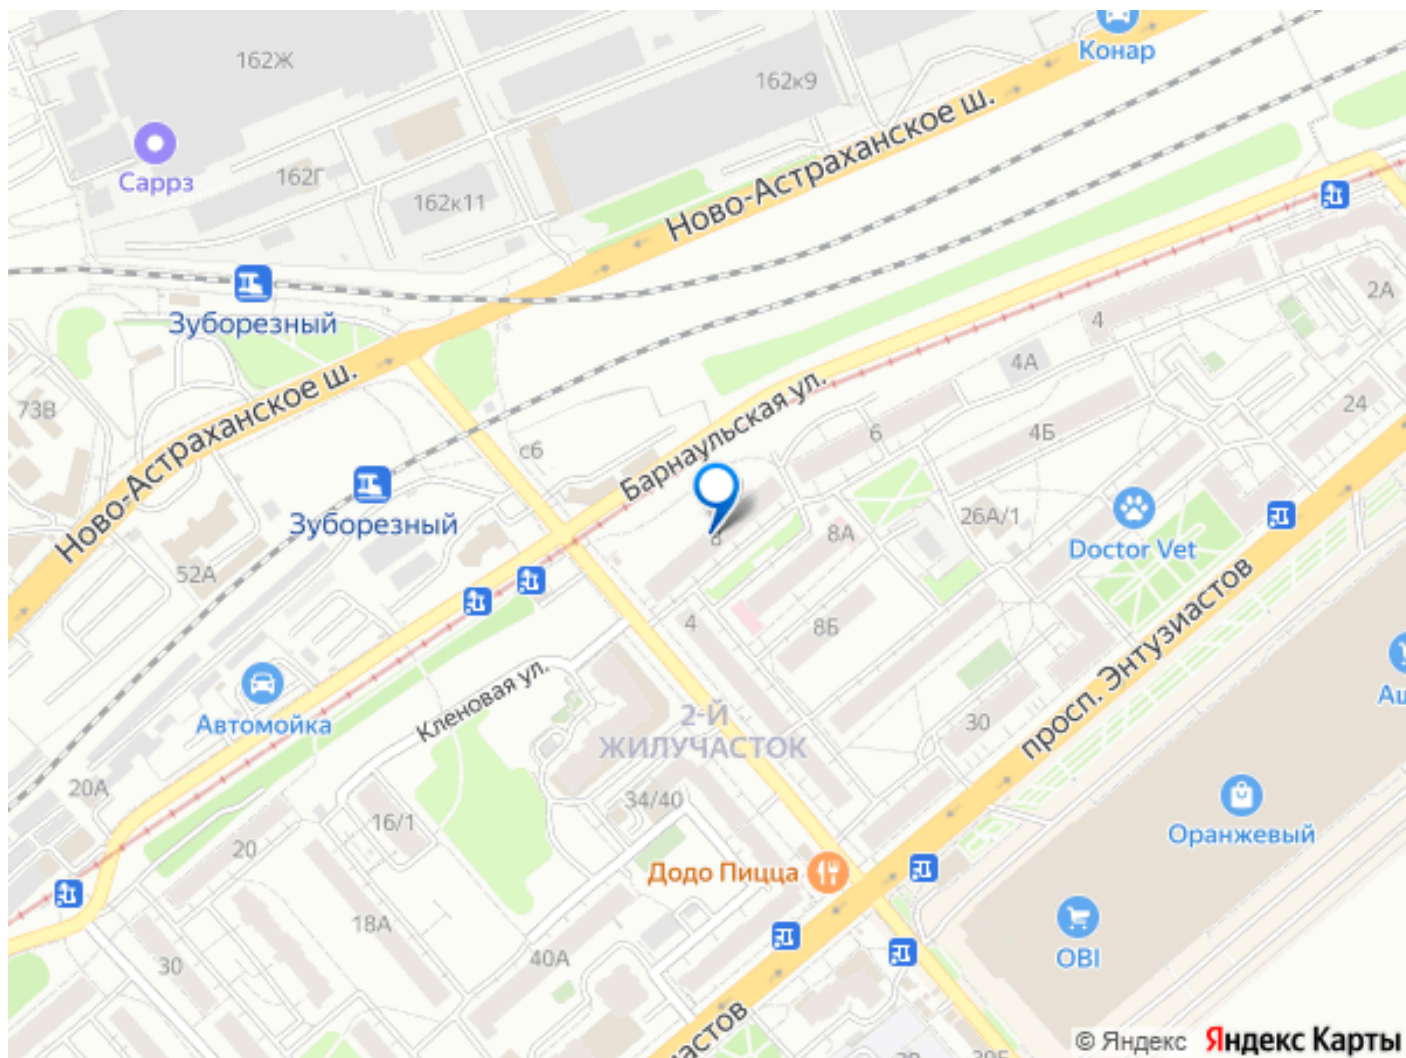 Конар
162Ж
162к9
Ново-Астраханское ш.
Саррз
162Г
162к11
Зуборезный
2А
4
4А
73В
Ново-Астраханское ш.
Барнаульская ул.
24
6
4Б
с6
Зуборезный
26А/1
Doctor Vet
8
8А
52А
просп. Энтузиастов
4
8Б
Кленовая ул.
Автомойка
2-Й
ЖИЛУЧАСТОК
30
20А
34/40
16/1
Оранжевый
20
Додо Пицца
18А
40А
30
OBI
© Яндекс Яндекс Карты